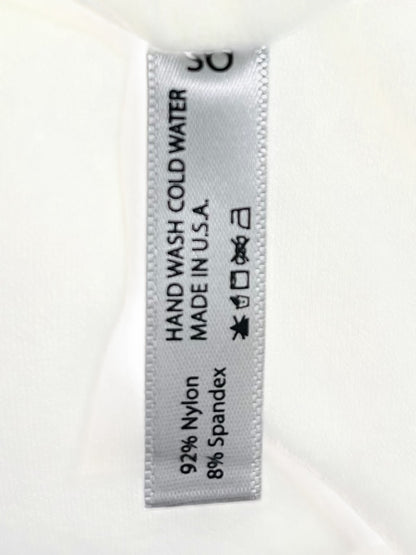 92% Nylon
8% Spandex
HAND WASH COLD WATER
MADE IN U.S.A.